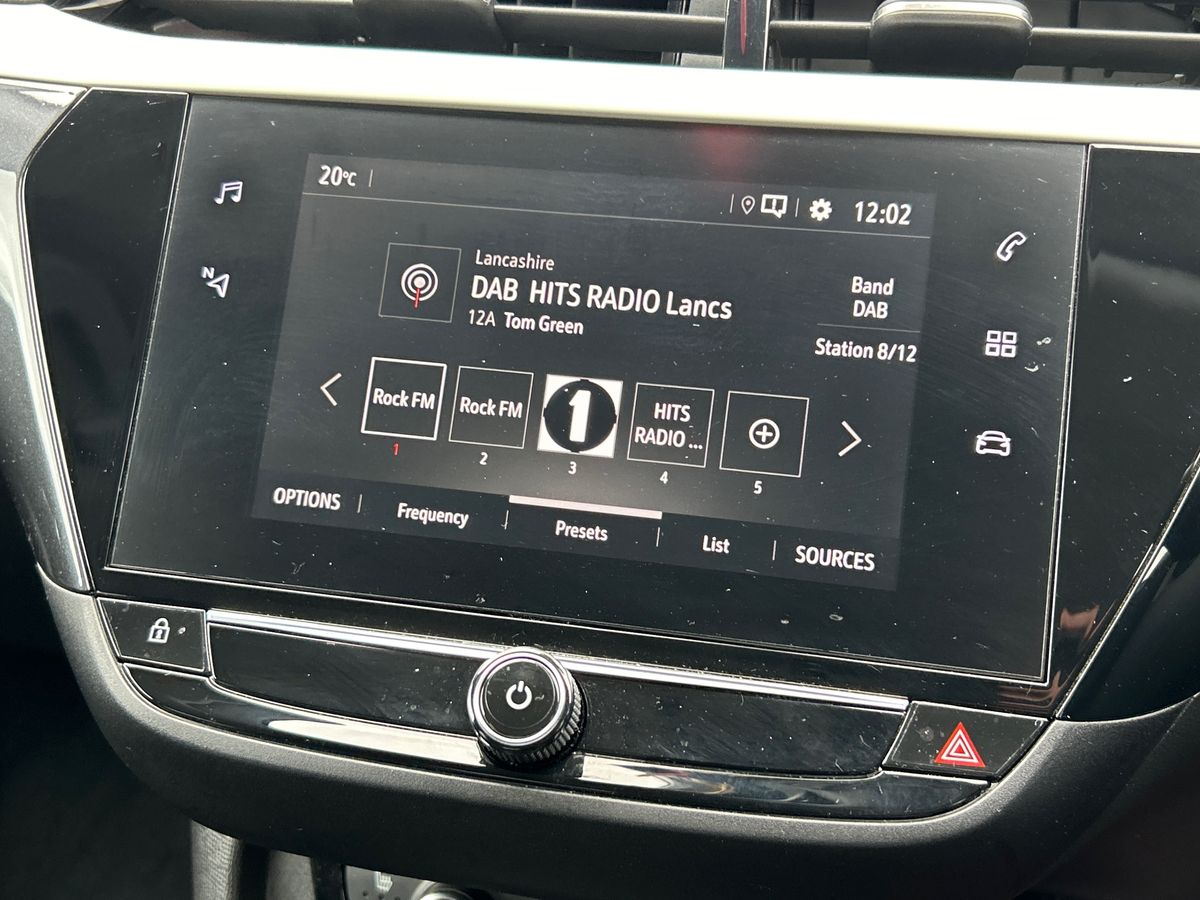 20°C
12:02
N
Lancashire
DAB HITS RADIO Lancs
12A Tom Green
Band
DAB
Station 8/12
Rock FM
Rock FM
1
HITS
RADIO ...
1
2
3
4
5
OPTIONS
Frequency
Presets
List
SOURCES